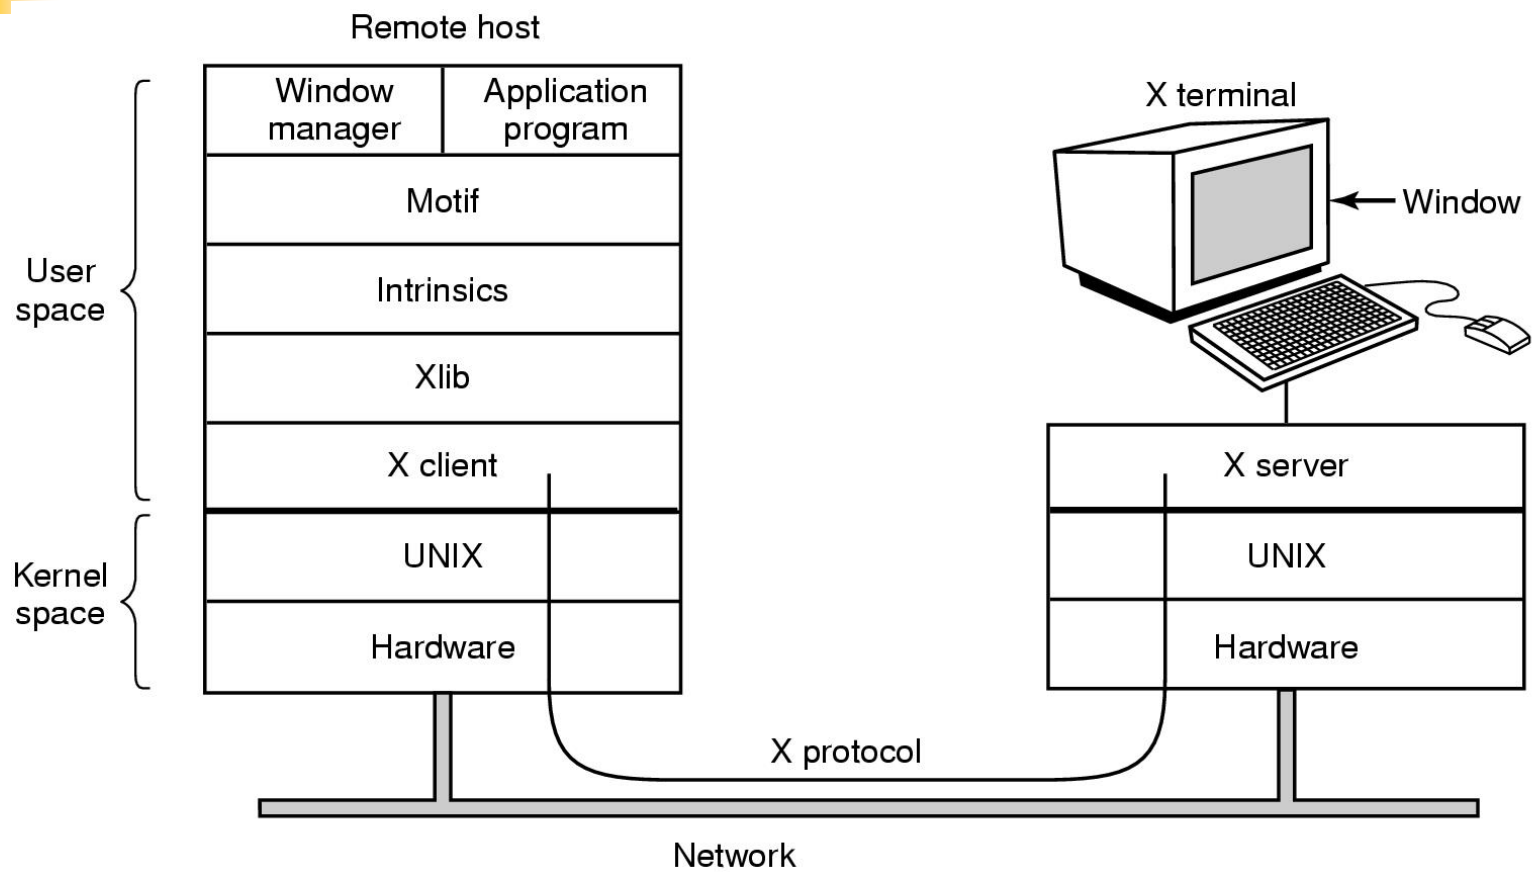 Remote host
Window
manager
Application
program
Motif
Intrinsics
Xlib
X client
UNIX
Hardware
User
space
Kernel
space
X terminal
Window
X server
UNIX
Hardware
X protocol
Network